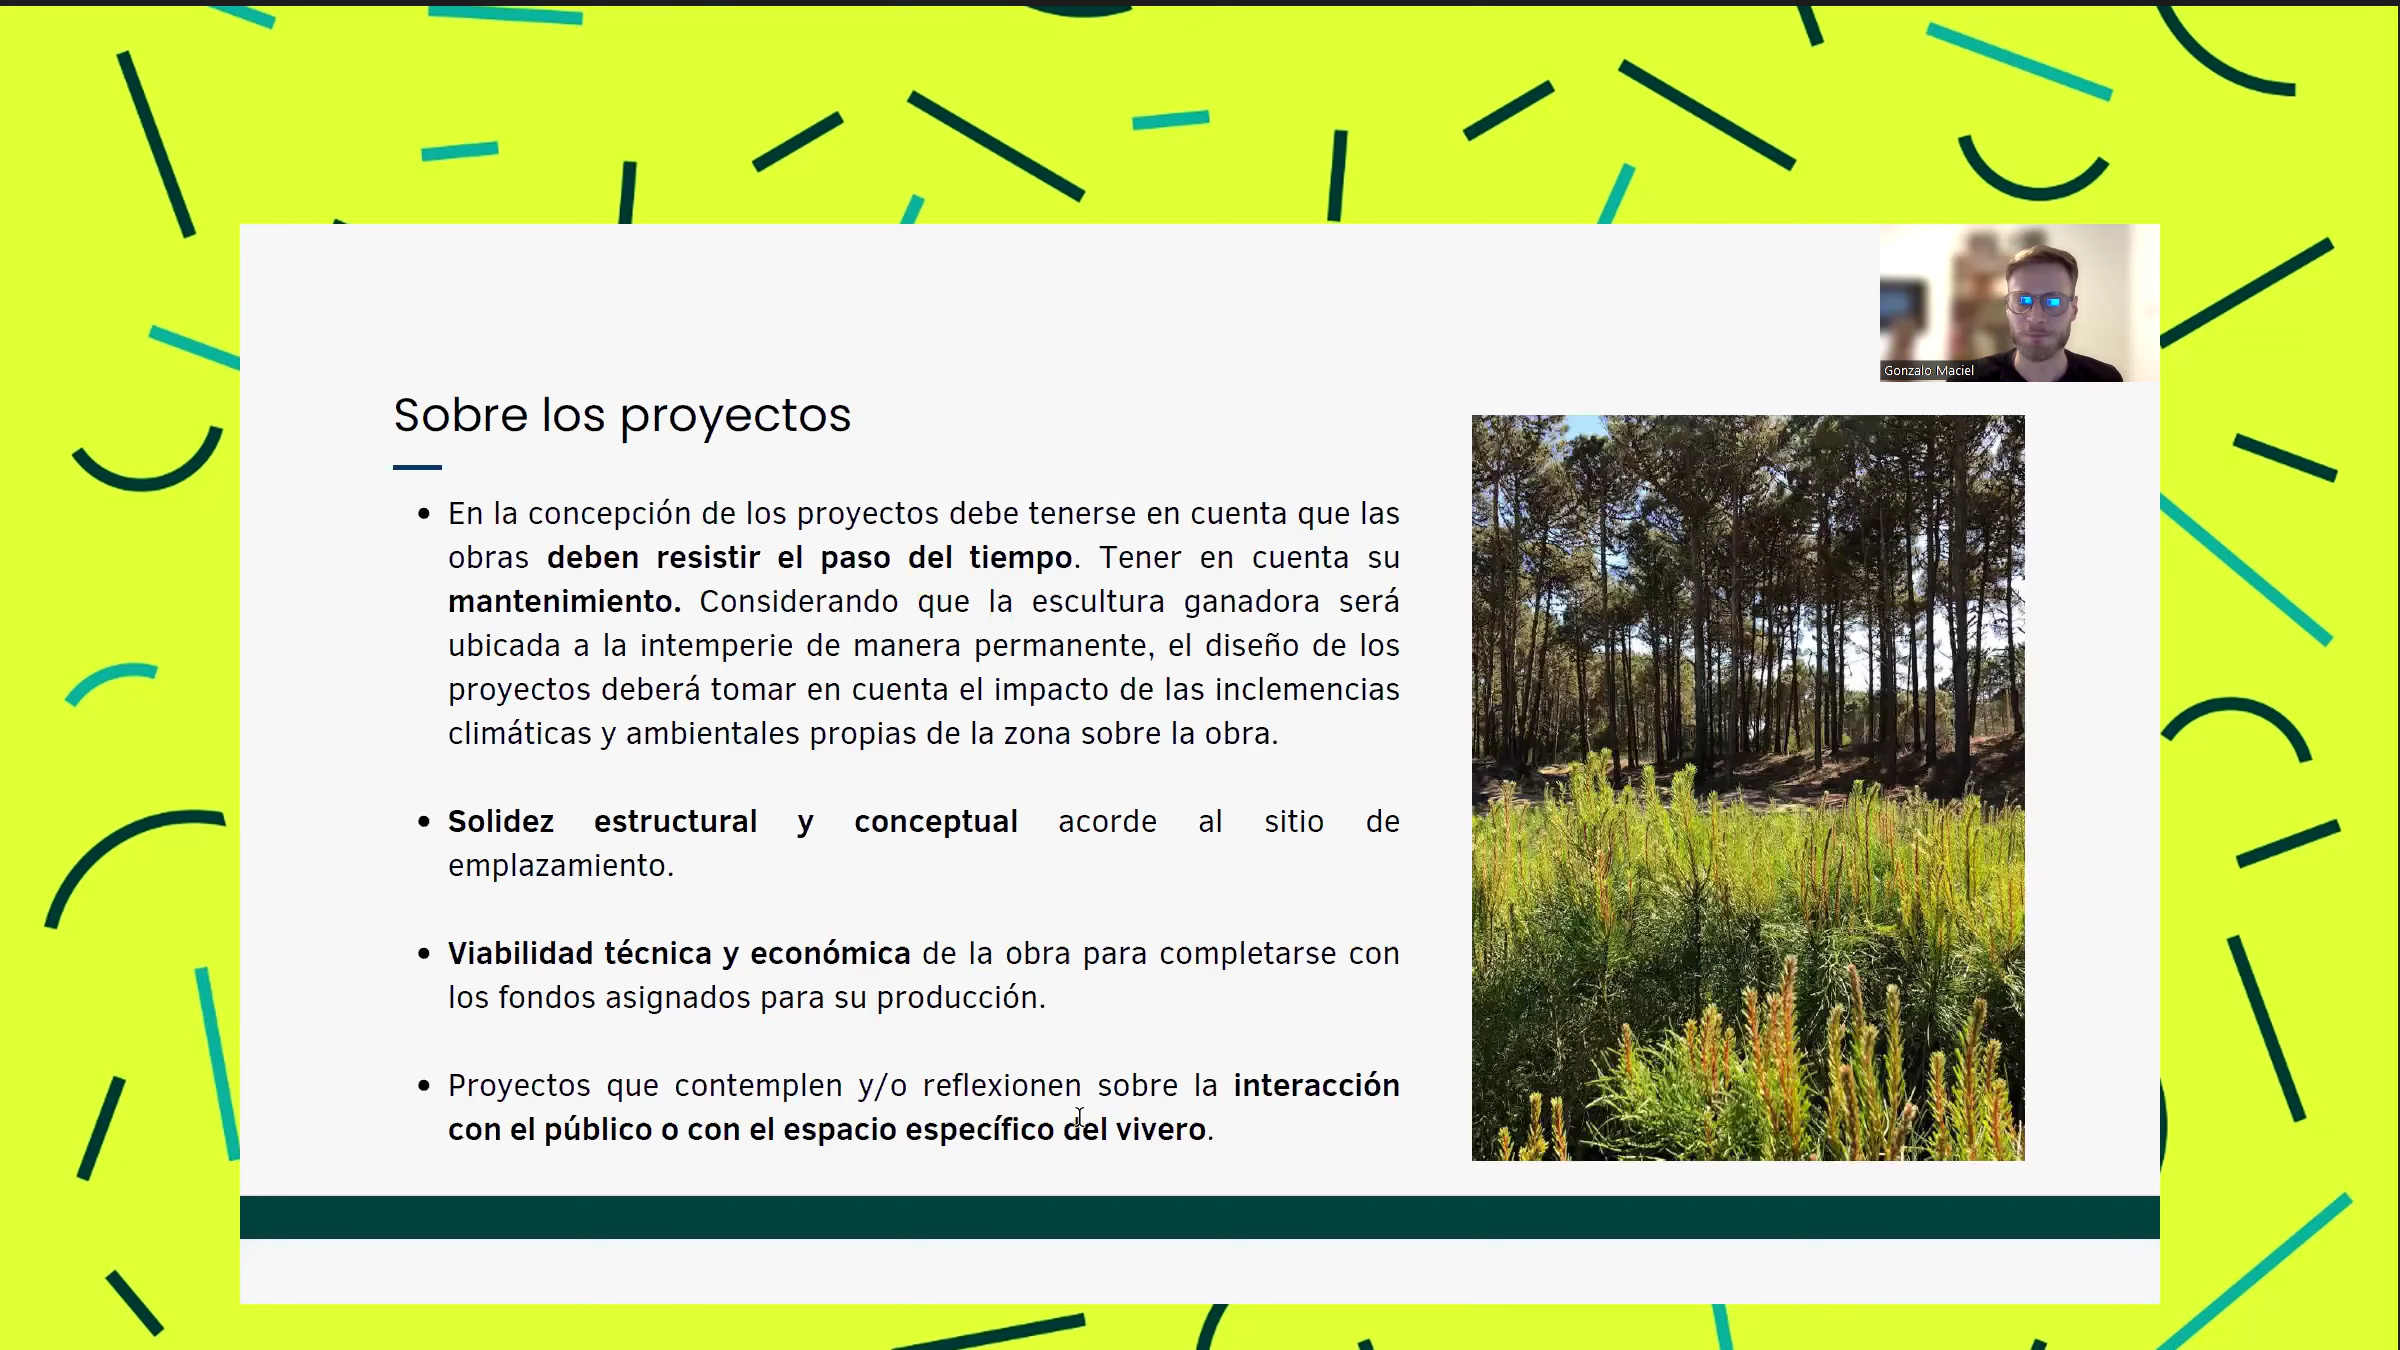 Gonzalo Maciel
Sobre los proyectos
• En la concepción de los proyectos debe tenerse en cuenta que las
obras deben resistir el paso del tiempo. Tener en cuenta su
mantenimiento. Considerando que la escultura ganadora será
ubicada a la intemperie de manera permanente, el diseño de los
proyectos deberá tomar en cuenta el impacto de las inclemencias
climáticas y ambientales propias de la zona sobre la obra.
• Solidez estructural y conceptual acorde al sitio de
emplazamiento.
• Viabilidad técnica y económica de la obra para completarse con
los fondos asignados para su producción.
• Proyectos que contemplen y/o reflexionen sobre la interacción
con el público o con el espacio específico del vivero.